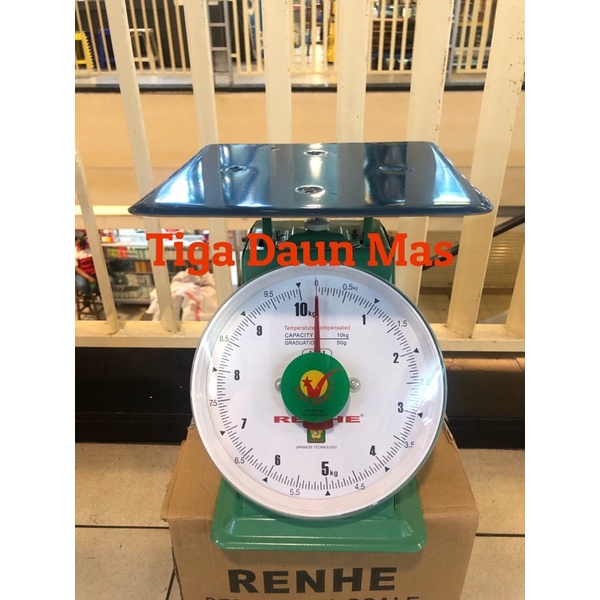 Tiga Daun Mas
0
0.5kg
1
1.5
2
3
3.5
4
4.5
5kg
5.5
6
6.5
7
7.5
8
8.5
9
9.5
10kg
Temperature Compensated
CAPACITY 10kg
GRADUATION 50g
RENHE
JAPANESE TECHNOLOGY
RENHE